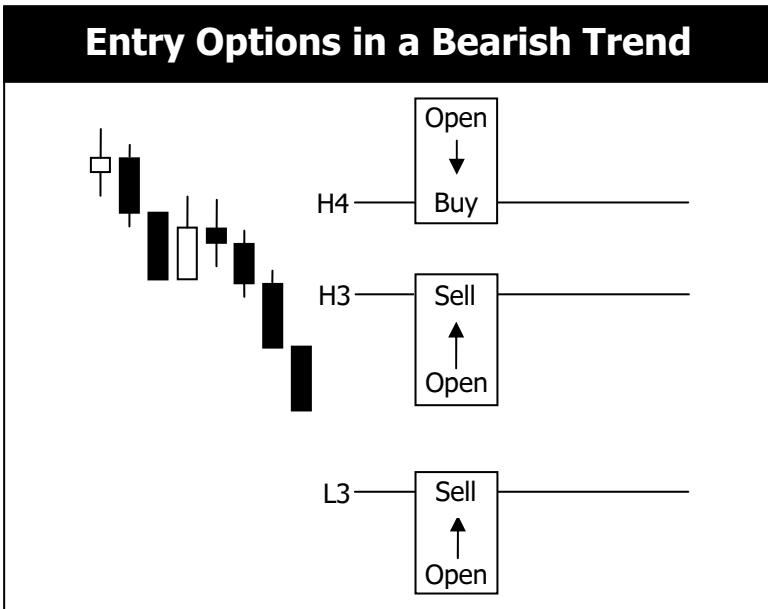 Entry Options in a Bearish Trend
Open
H4
Buy
H3
Sell
Open
L3
Sell
Open